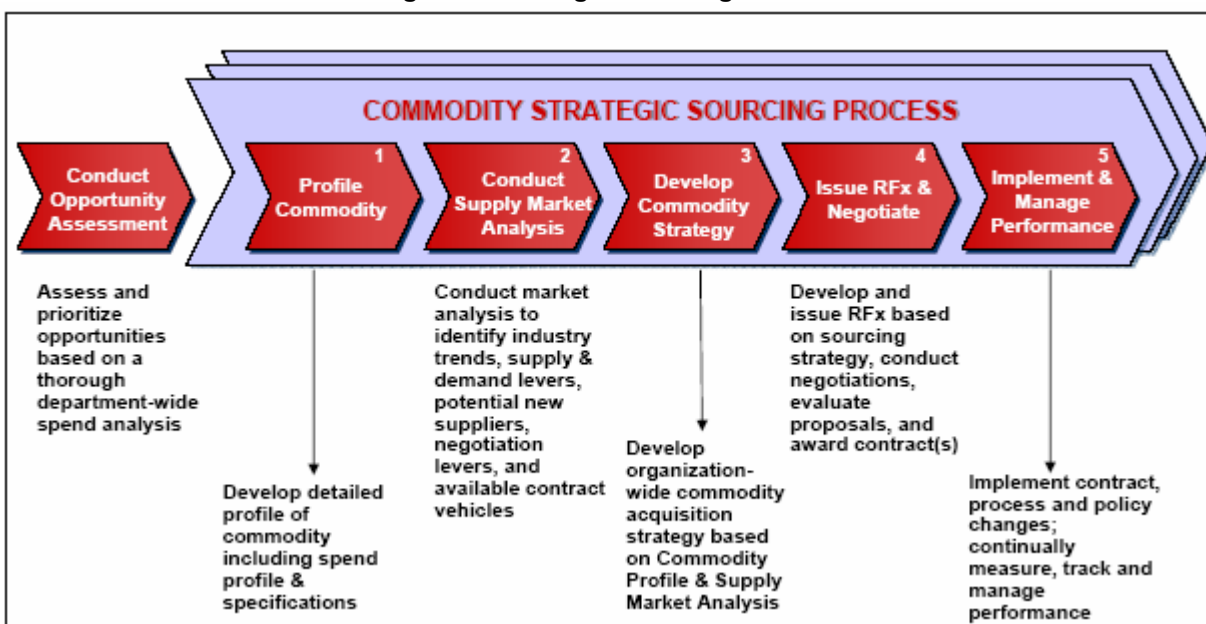 COMMODITY STRATEGIC SOURCING PROCESS
Conduct
Opportunity
Assessment
1
Profile
Commodity
2
Conduct
Supply Market
Analysis
3
Develop
Commodity
Strategy
4
Issue RFx &
Negotiate
5
Implement &
Manage
Performance
Assess and
prioritize
opportunities
based on a
thorough
department-wide
spend analysis
Develop detailed
profile of
commodity
including spend
profile &
specifications
Conduct market
analysis to
identify industry
trends, supply &
demand levers,
potential new
suppliers,
negotiation
levers, and
available contract
vehicles
Develop
organization-
wide commodity
acquisition
strategy based
on Commodity
Profile & Supply
Market Analysis
Develop and
issue RFx based
on sourcing
strategy, conduct
negotiations,
evaluate
proposals, and
award contract(s)
Implement contract,
process and policy
changes;
continually
measure, track and
manage
performance